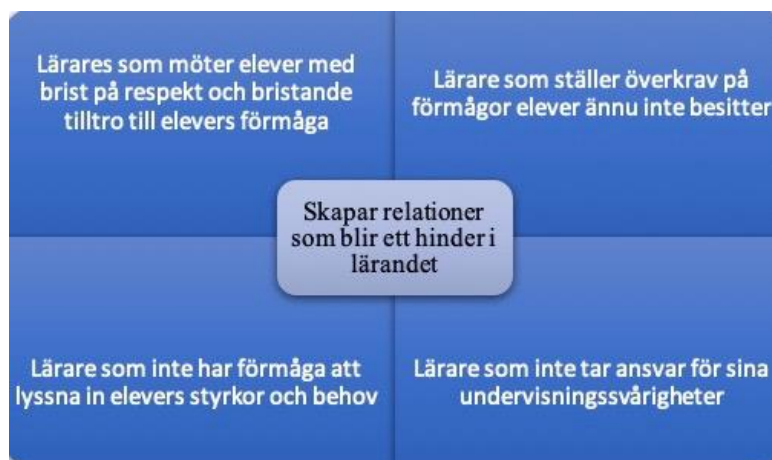 Lärares som möter elever med
brist på respekt och bristande
tilltro till elevers förmåga
Lärare som ställer överkrav på
förmågor elever ännu inte besitter
Skapar relationer
som blir ett hinder i
lärandet
Lärare som inte har förmåga att
lyssna in elevers styrkor och behov
Lärare som inte tar ansvar för sina
undervisningssvårigheter